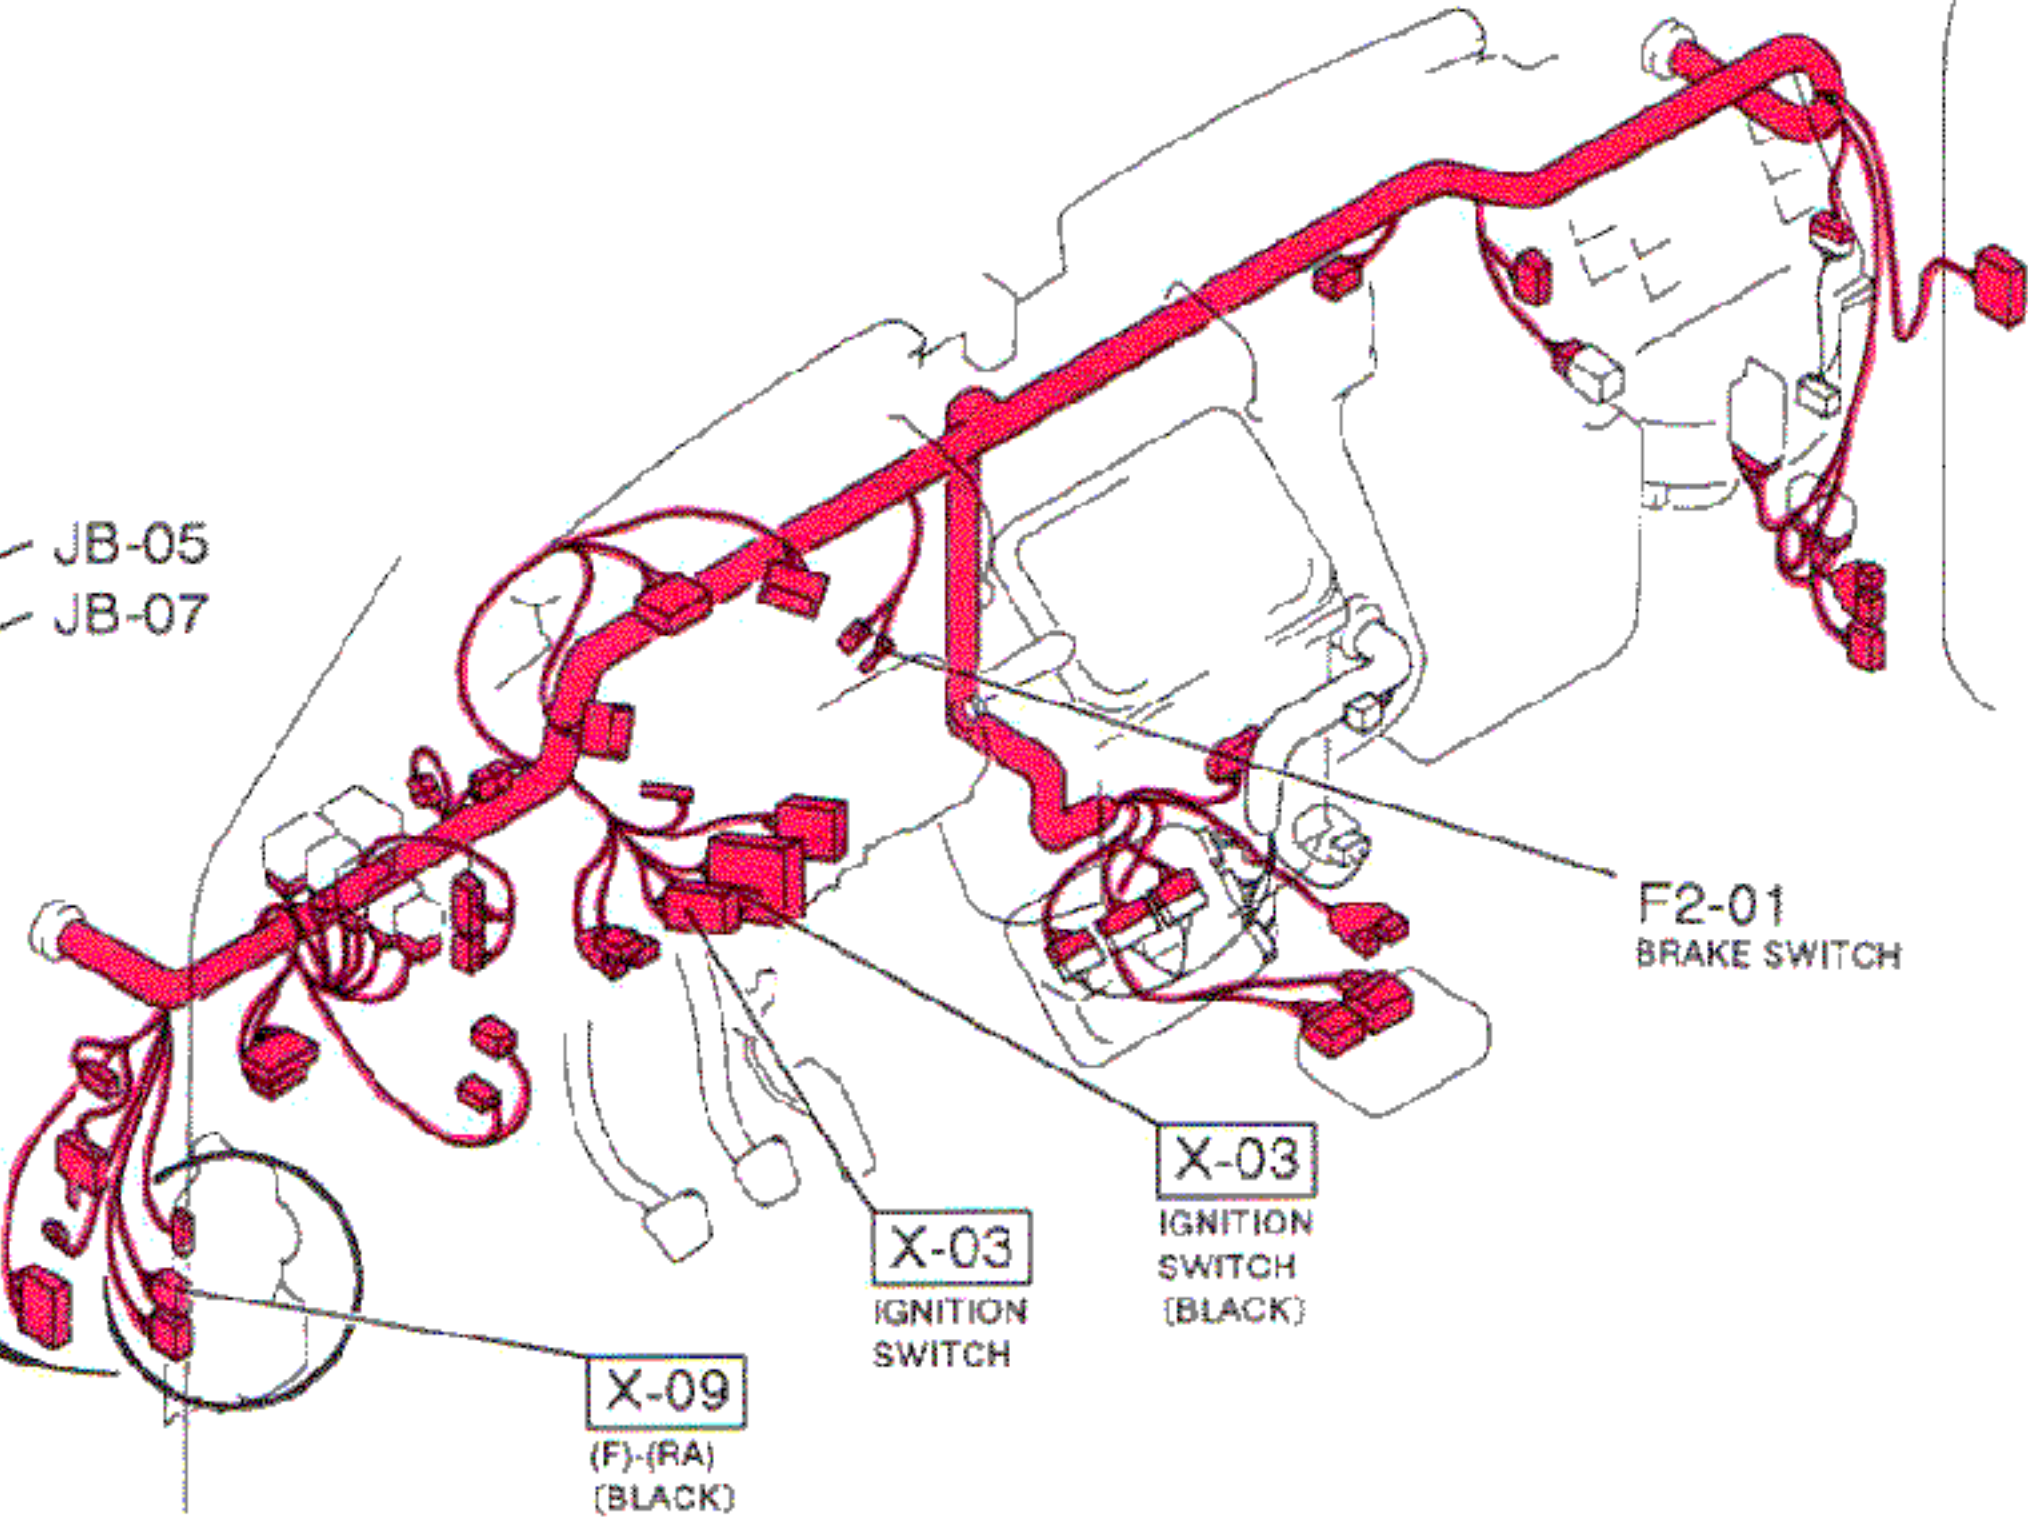 JB-05
JB-07
F2-01
BRAKE SWITCH
X-03
IGNITION
SWITCH
(BLACK)
X-03
IGNITION
SWITCH
X-09
(F)-(RA)
(BLACK)